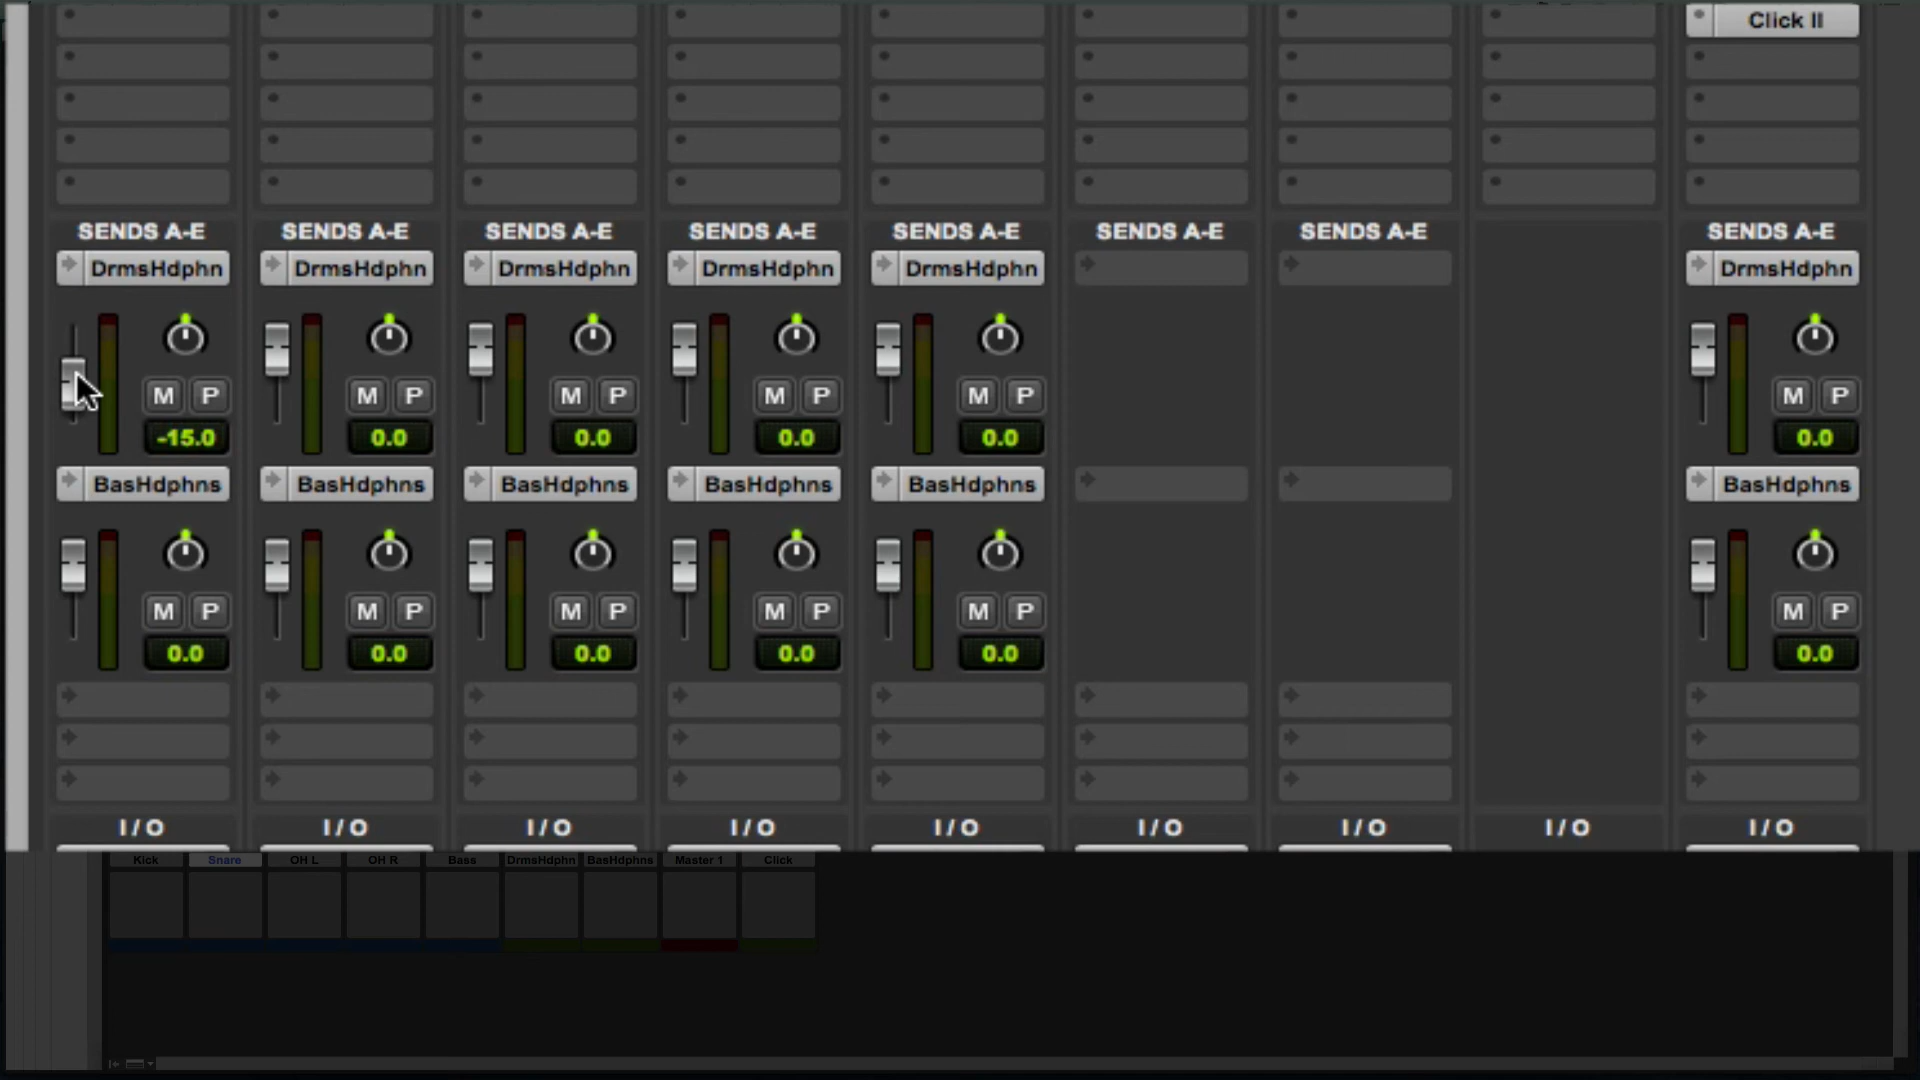 Click II
SENDS A-E SENDS A-E SENDS A-E SENDS A-E SENDS A-E SENDS A-E SENDS A-E SENDS A-E
DrmsHdphn DrmsHdphn DrmsHdphn DrmsHdphn DrmsHdphn DrmsHdphn
M P M P M P M P M P M P
-15.0 0.0 0.0 0.0 0.0 0.0
BasHdphns BasHdphns BasHdphns BasHdphns BasHdphns BasHdphns
M P M P M P M P M P M P
0.0 0.0 0.0 0.0 0.0 0.0
I / O I / O I / O I / O I / O I / O I / O I / O I / O
Kick Snare OH L OH R Bass DrmsHdphn BasHdphns Master 1 Click